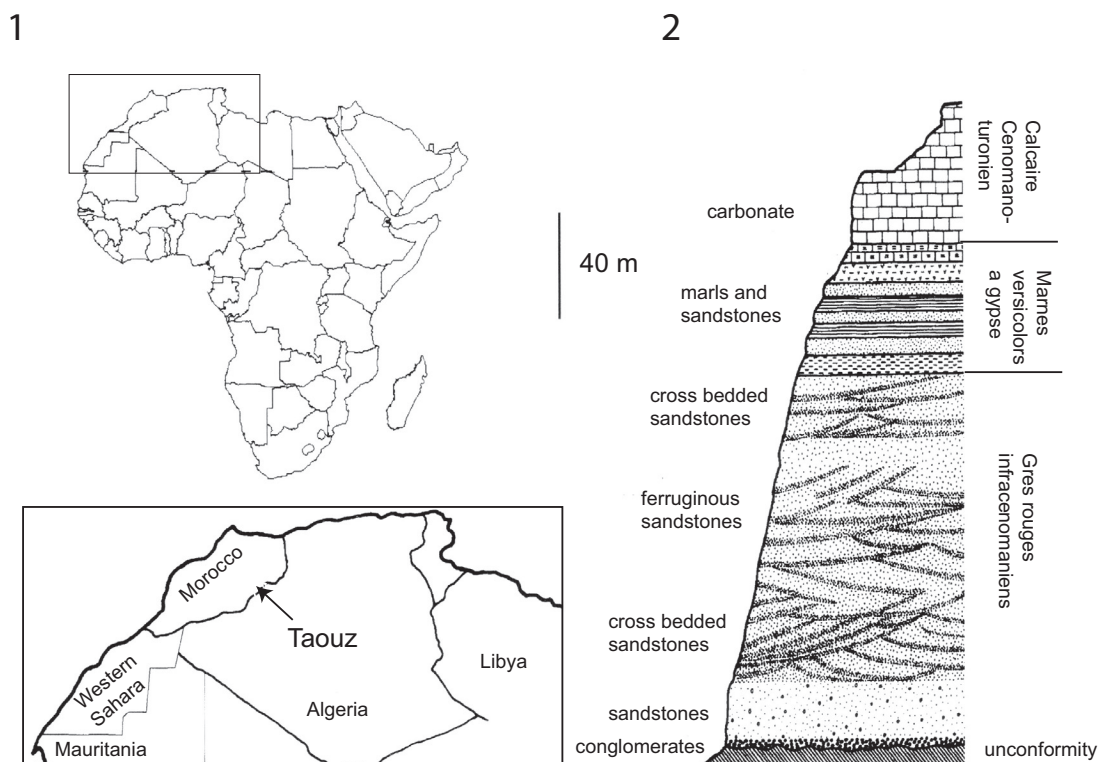 1
2
40 m
carbonate
marls and
sandstones
cross bedded
sandstones
ferruginous
sandstones
cross bedded
sandstones
sandstones
conglomerates
Calcaire
Cenomano-
turonien
Marnes
versicolors
a gypse
Gres rouges
infracenomaniens
unconformity
Morocco
Taouz
Western
Sahara
Algeria
Libya
Mauritania